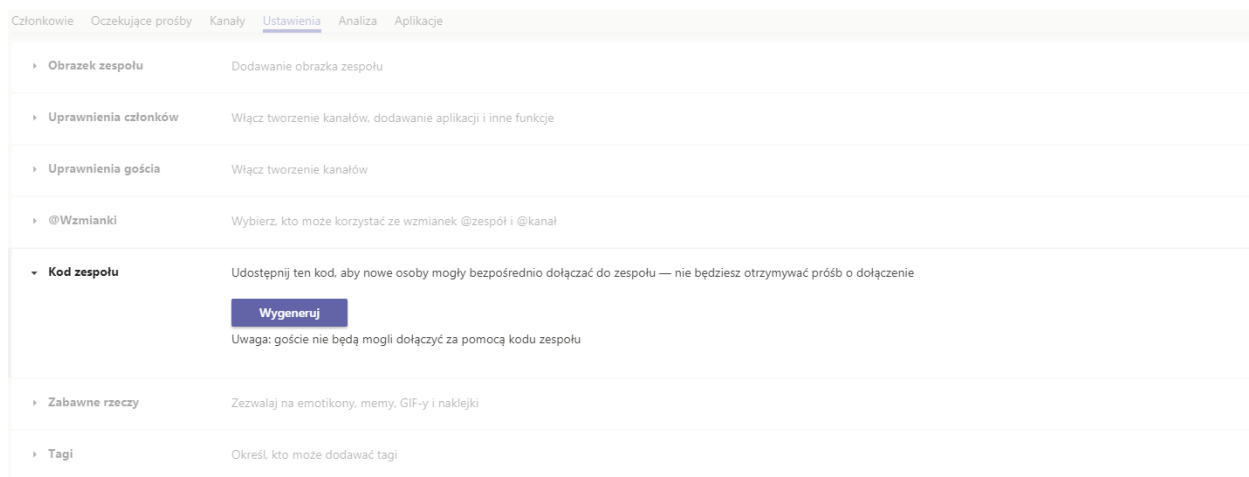 Członkowie Oczekujące prośby Kanały Ustawienia Analiza Aplikacje
Obrazek zespołu Dodawanie obrazka zespołu
Uprawnienia członków Włącz tworzenie kanałów, dodawanie aplikacji i inne funkcje
Uprawnienia gościa Włącz tworzenie kanałów
@Wzmianki Wybierz, kto może korzystać ze wzmianek @zespół i @kanał
Kod zespołu Udostępnij ten kod, aby nowe osoby mogły bezpośrednio dołączać do zespołu — nie będziesz otrzymywać próśb o dołączenie
Wygeneruj
Uwaga: goście nie będą mogli dołączyć za pomocą kodu zespołu
Zabawne rzeczy Zezwalaj na emotikony, memy, GIF-y i naklejki
Tagi Określ, kto może dodawać tagi